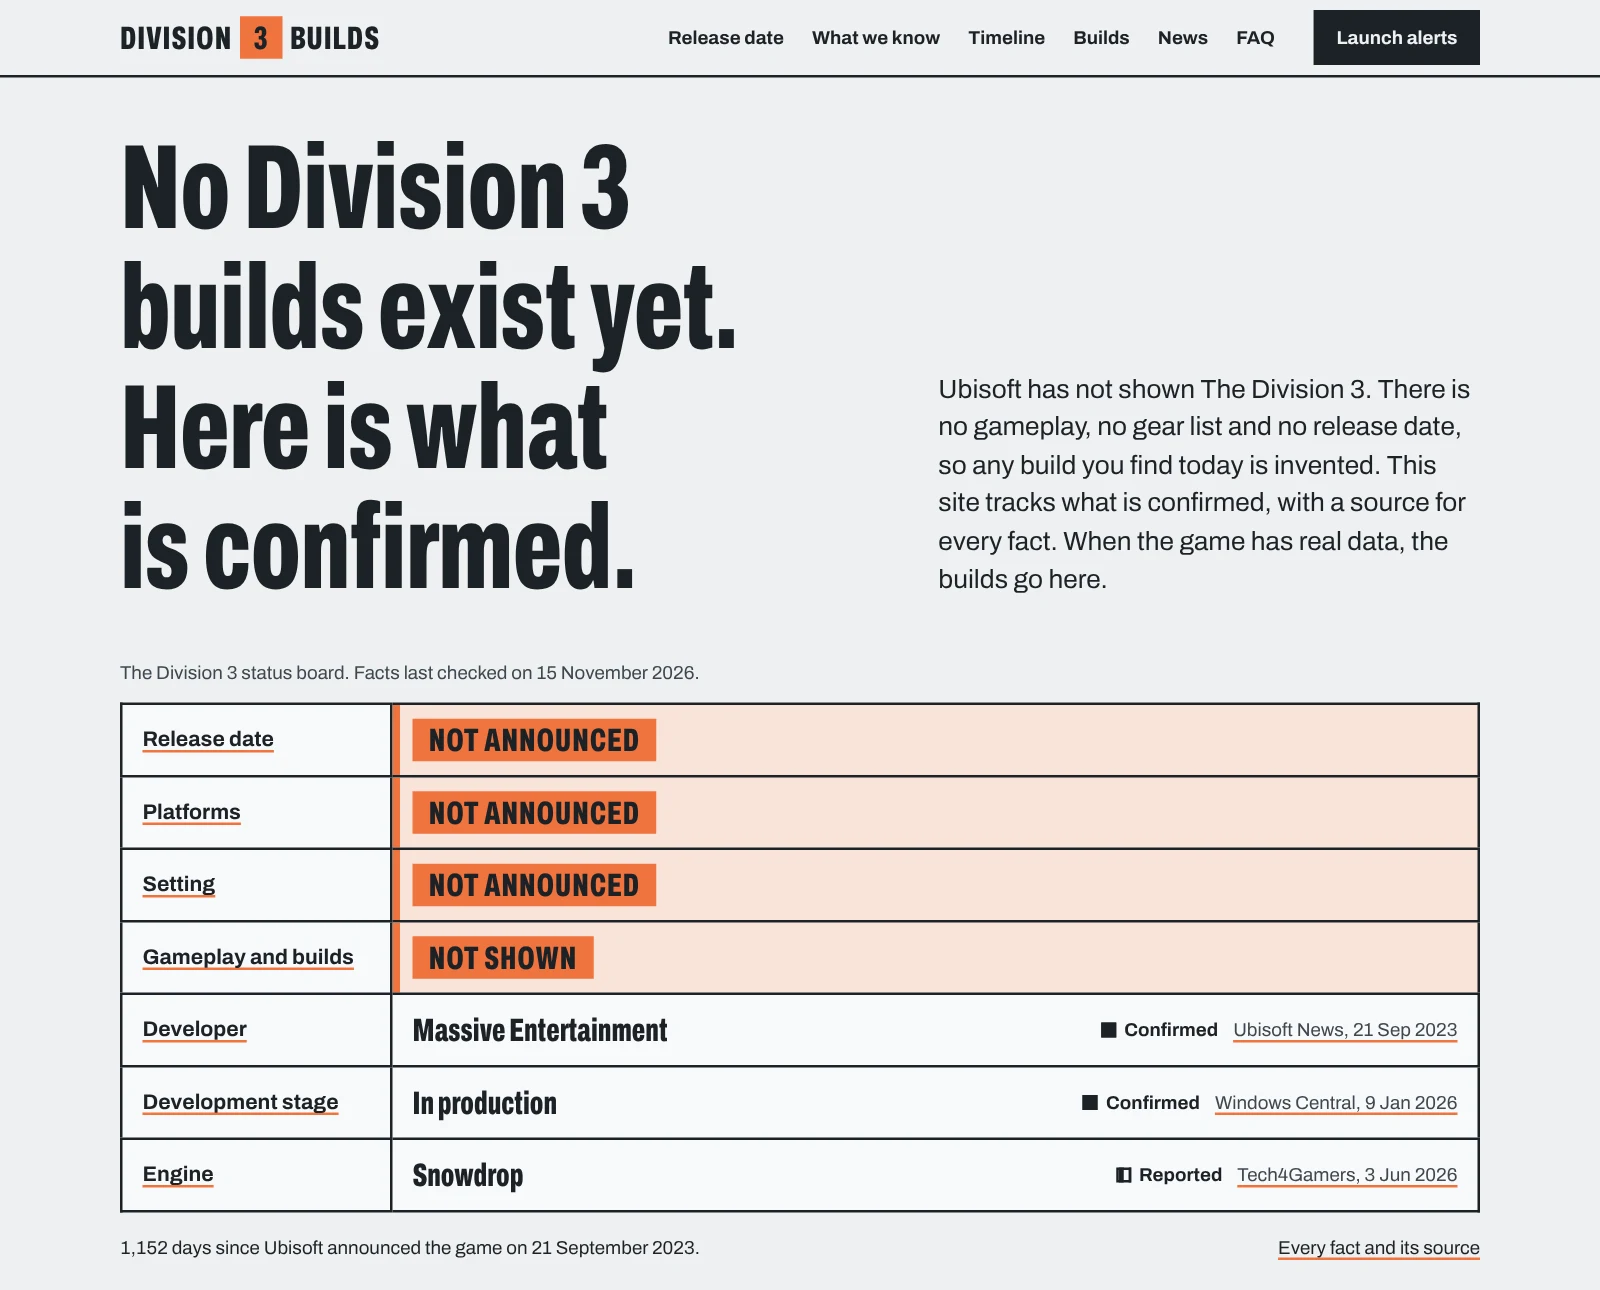 DIVISION 3 BUILDS
Release date What we know Timeline Builds News FAQ Launch alerts
No Division 3
builds exist yet.
Here is what
is confirmed.
Ubisoft has not shown The Division 3. There is
no gameplay, no gear list and no release date,
so any build you find today is invented. This
site tracks what is confirmed, with a source for
every fact. When the game has real data, the
builds go here.
The Division 3 status board. Facts last checked on 15 November 2026.
Release date NOT ANNOUNCED
Platforms NOT ANNOUNCED
Setting NOT ANNOUNCED
Gameplay and builds NOT SHOWN
Developer Massive Entertainment Confirmed Ubisoft News, 21 Sep 2023
Development stage In production Confirmed Windows Central, 9 Jan 2026
Engine Snowdrop Reported Tech4Gamers, 3 Jun 2026
1,152 days since Ubisoft announced the game on 21 September 2023. Every fact and its source